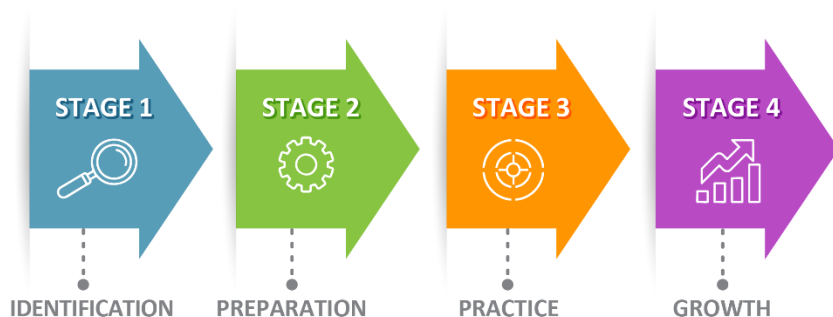 STAGE 1
STAGE 2
STAGE 3
STAGE 4
IDENTIFICATION
PREPARATION
PRACTICE
GROWTH